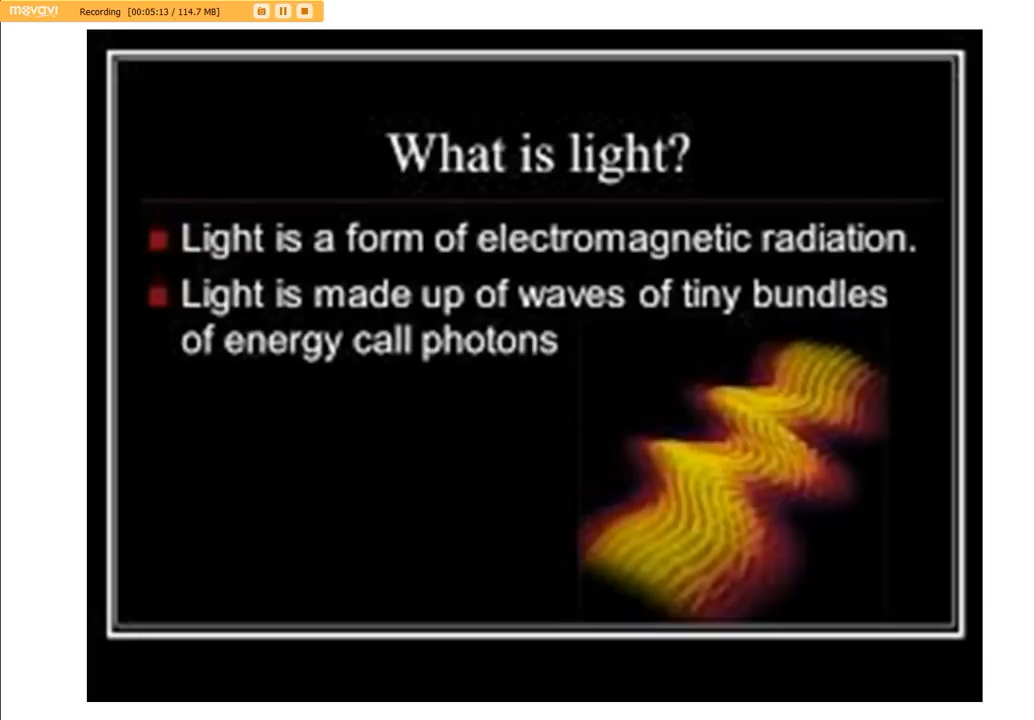 movavi Recording [00:05:13 / 114.7 MB]
What is light?
Light is a form of electromagnetic radiation.
Light is made up of waves of tiny bundles
of energy call photons